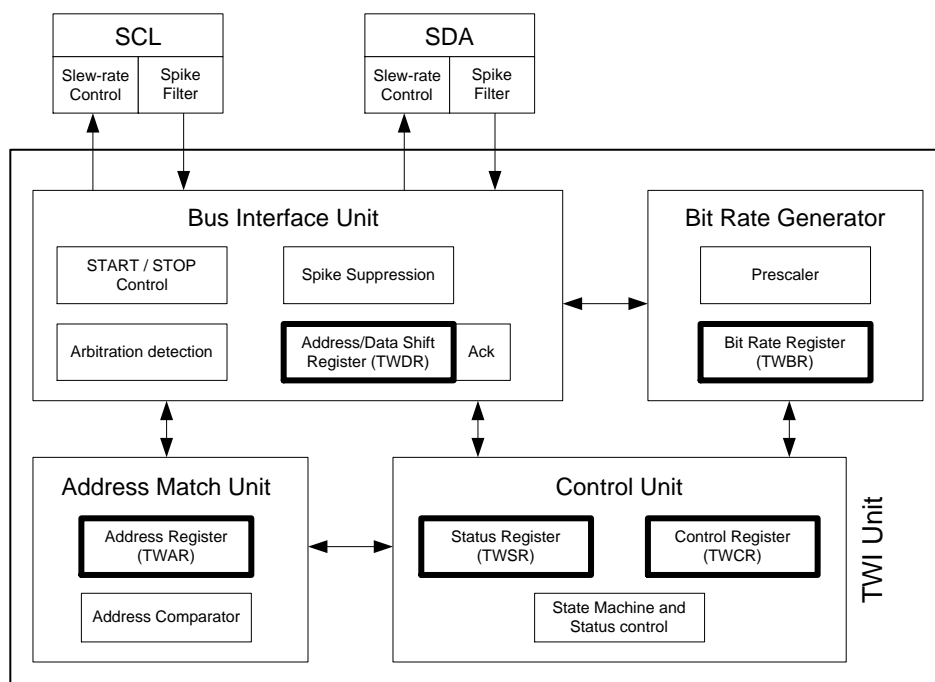 SCL
Slew-rate
Control
Spike
Filter
SDA
Slew-rate
Control
Spike
Filter
Bus Interface Unit
START / STOP
Control
Spike Suppression
Arbitration detection
Address/Data Shift
Register (TWDR)
Ack
Bit Rate Generator
Prescaler
Bit Rate Register
(TWBR)
Address Match Unit
Address Register
(TWAR)
Address Comparator
Control Unit
Status Register
(TWSR)
Control Register
(TWCR)
State Machine and
Status control
TWI Unit